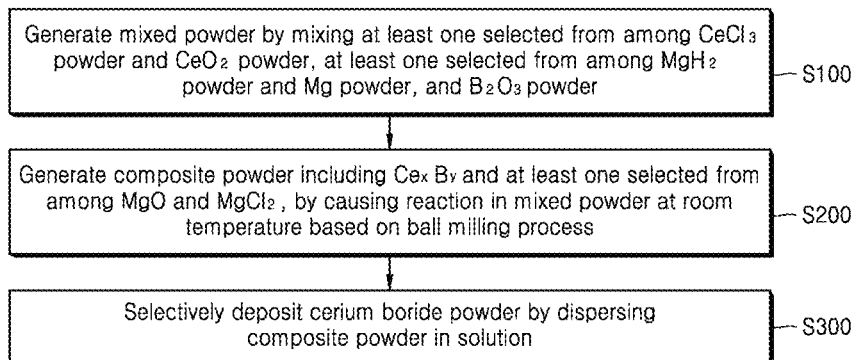 Generate mixed powder by mixing at least one selected from among CeCl₃
powder and CeO₂ powder, at least one selected from among MgH₂
powder and Mg powder, and B₂O₃ powder
S100
Generate composite powder including CeₓBᵧ and at least one selected from
among MgO and MgCl₂, by causing reaction in mixed powder at room
temperature based on ball milling process
S200
Selectively deposit cerium boride powder by dispersing
composite powder in solution
S300